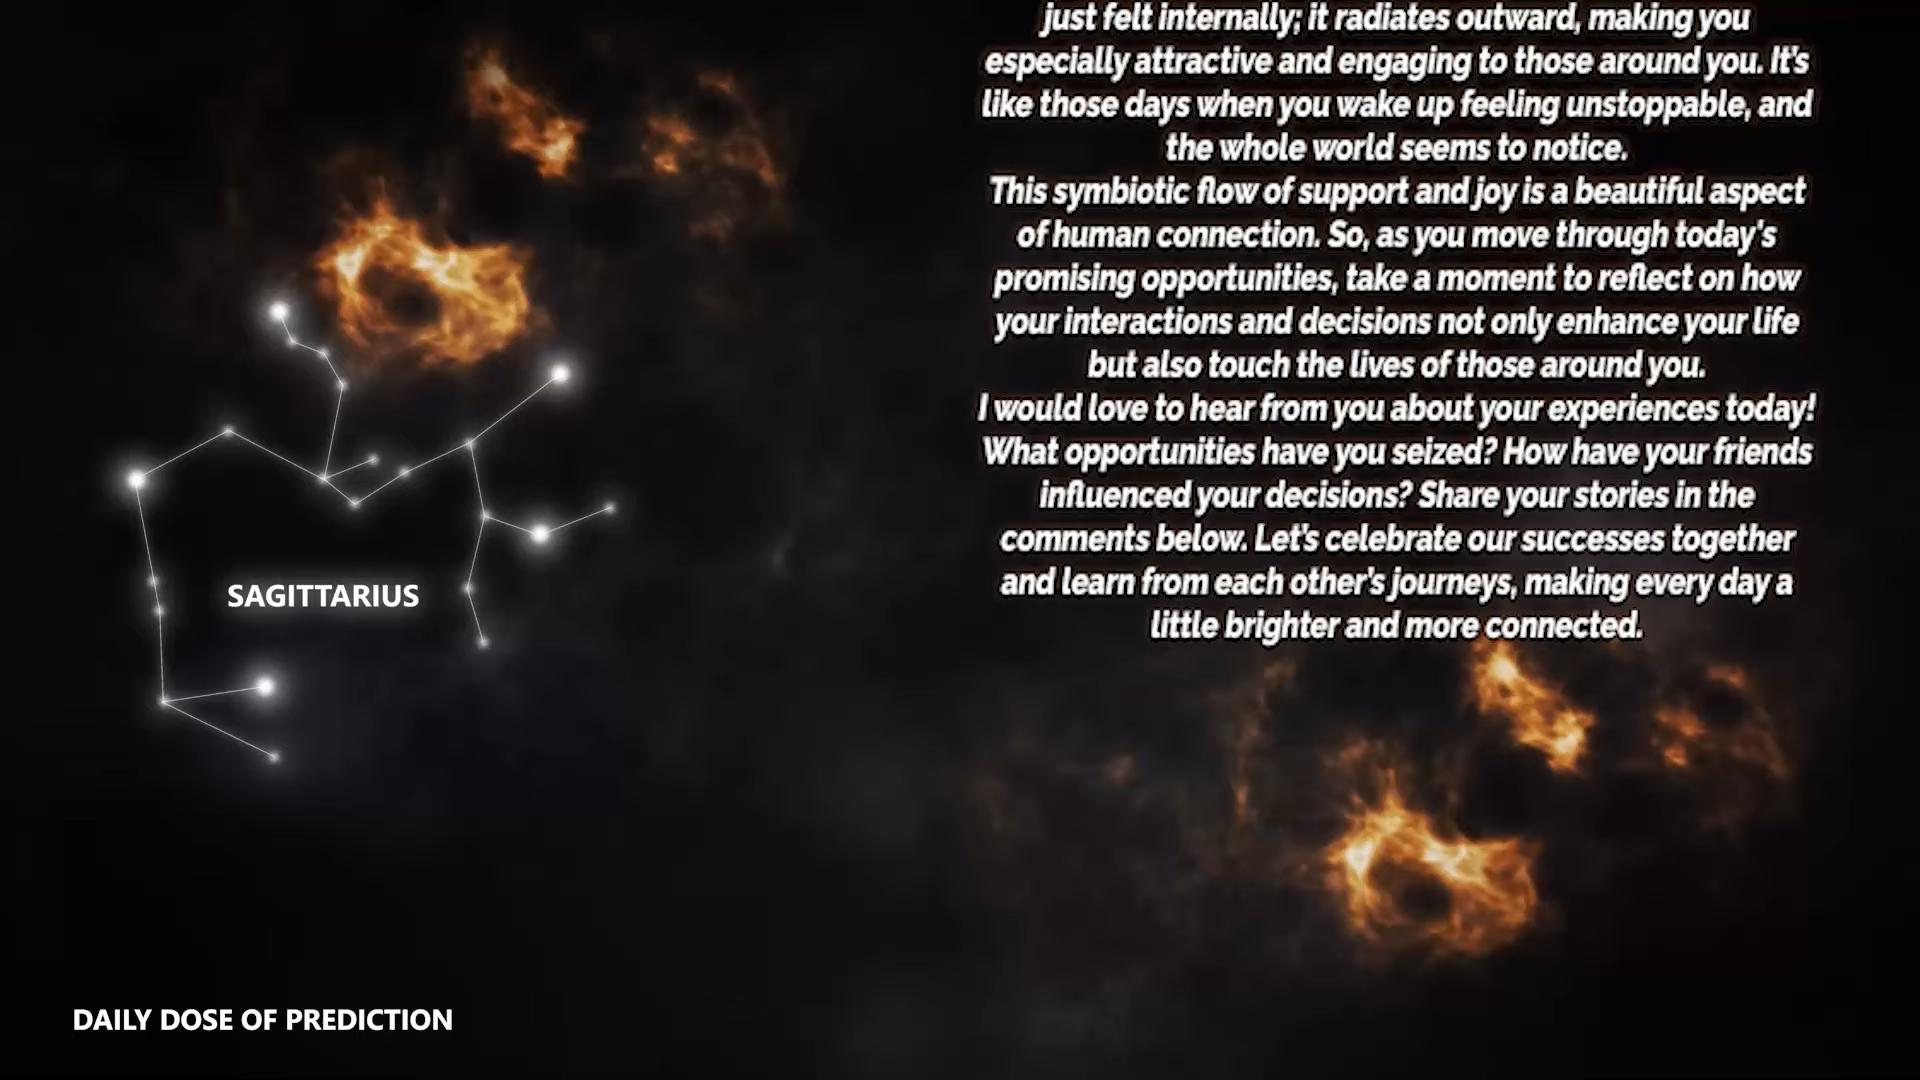 just felt internally; it radiates outward, making you
especially attractive and engaging to those around you. It's
like those days when you wake up feeling unstoppable, and
the whole world seems to notice.
This symbiotic flow of support and joy is a beautiful aspect
of human connection. So, as you move through today's
promising opportunities, take a moment to reflect on how
your interactions and decisions not only enhance your life
but also touch the lives of those around you.
I would love to hear from you about your experiences today!
What opportunities have you seized? How have your friends
influenced your decisions? Share your stories in the
comments below. Let's celebrate our successes together
and learn from each other's journeys, making every day a
little brighter and more connected.
SAGITTARIUS
DAILY DOSE OF PREDICTION